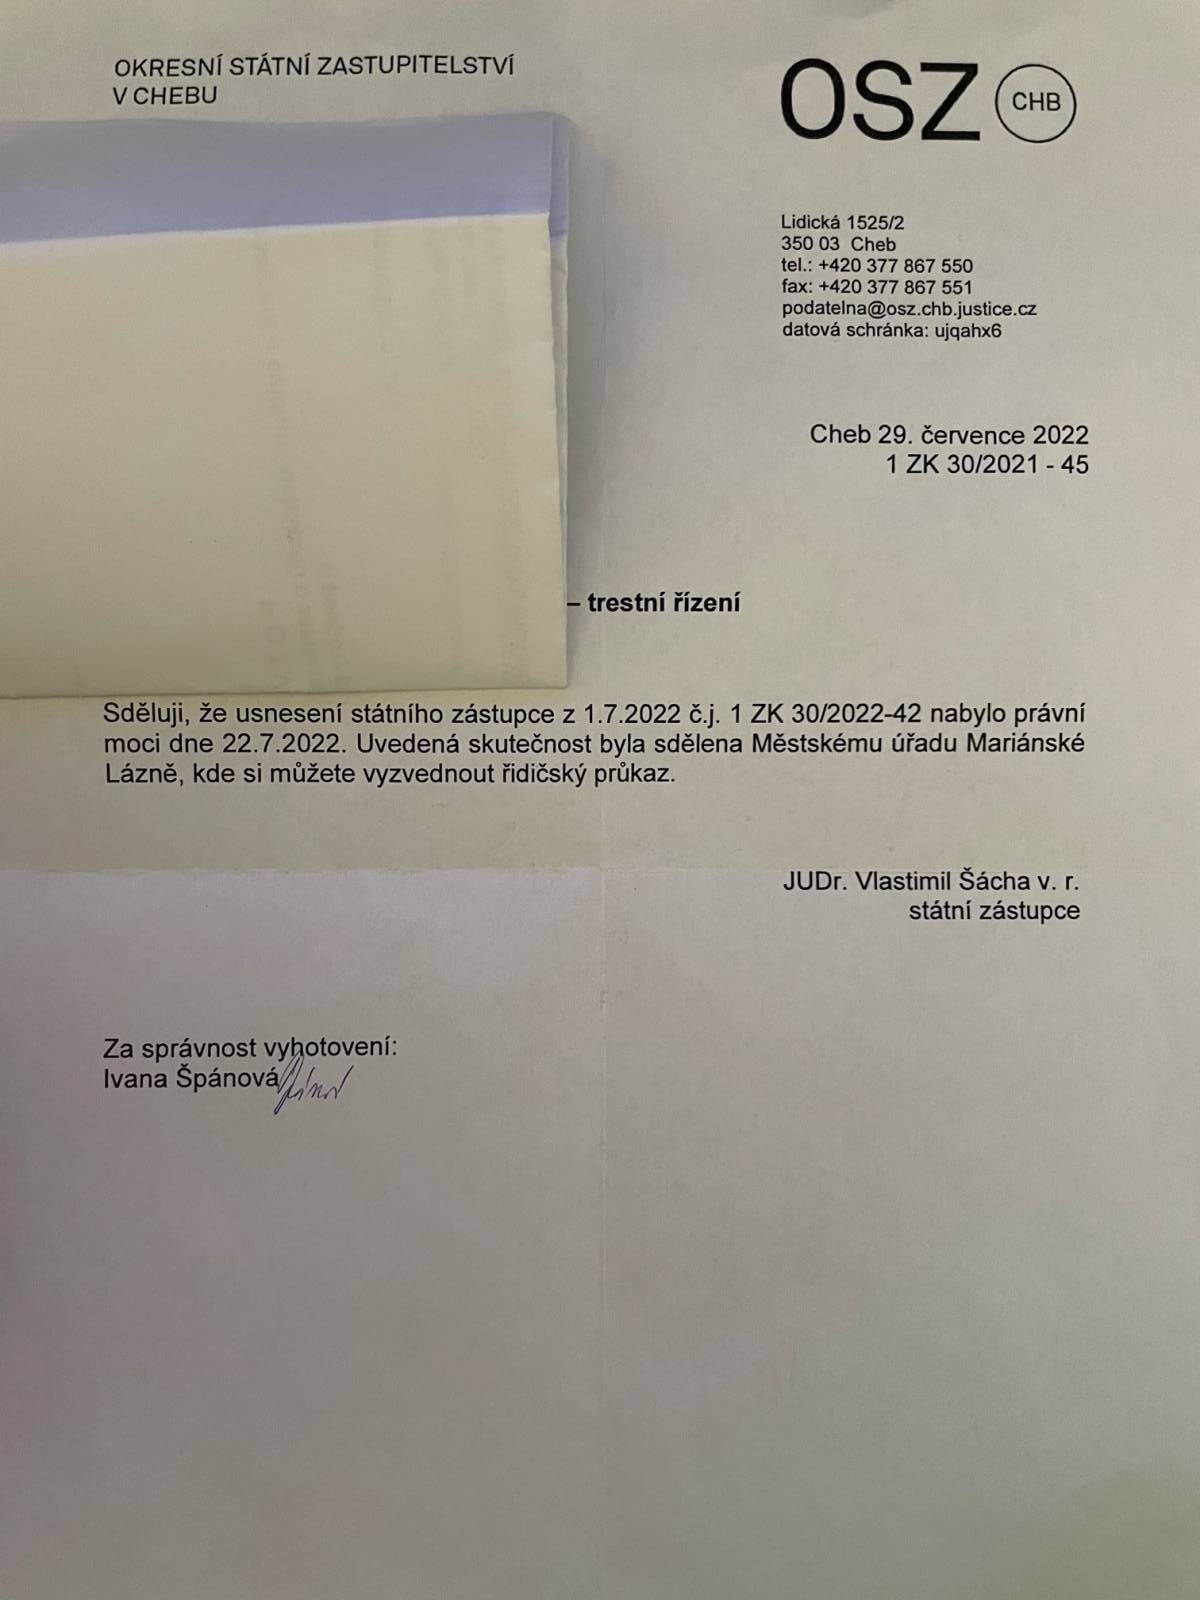 OKRESNÍ STÁTNÍ ZASTUPITELSTVÍ
V CHEBU
OSZ CHB
Lidická 1525/2
350 03 Cheb
tel.: +420 377 867 550
fax: +420 377 867 551
podatelna@osz.chb.justice.cz
datová schránka: ujqahx6
Cheb 29. července 2022
1 ZK 30/2021 - 45
– trestní řízení
Sděluji, že usnesení státního zástupce z 1.7.2022 č.j. 1 ZK 30/2022-42 nabylo právní
moci dne 22.7.2022. Uvedená skutečnost byla sdělena Městskému úřadu Mariánské
Lázně, kde si můžete vyzvednout řidičský průkaz.
JUDr. Vlastimil Šácha v. r.
státní zástupce
Za správnost vyhotovení:
Ivana Špánová